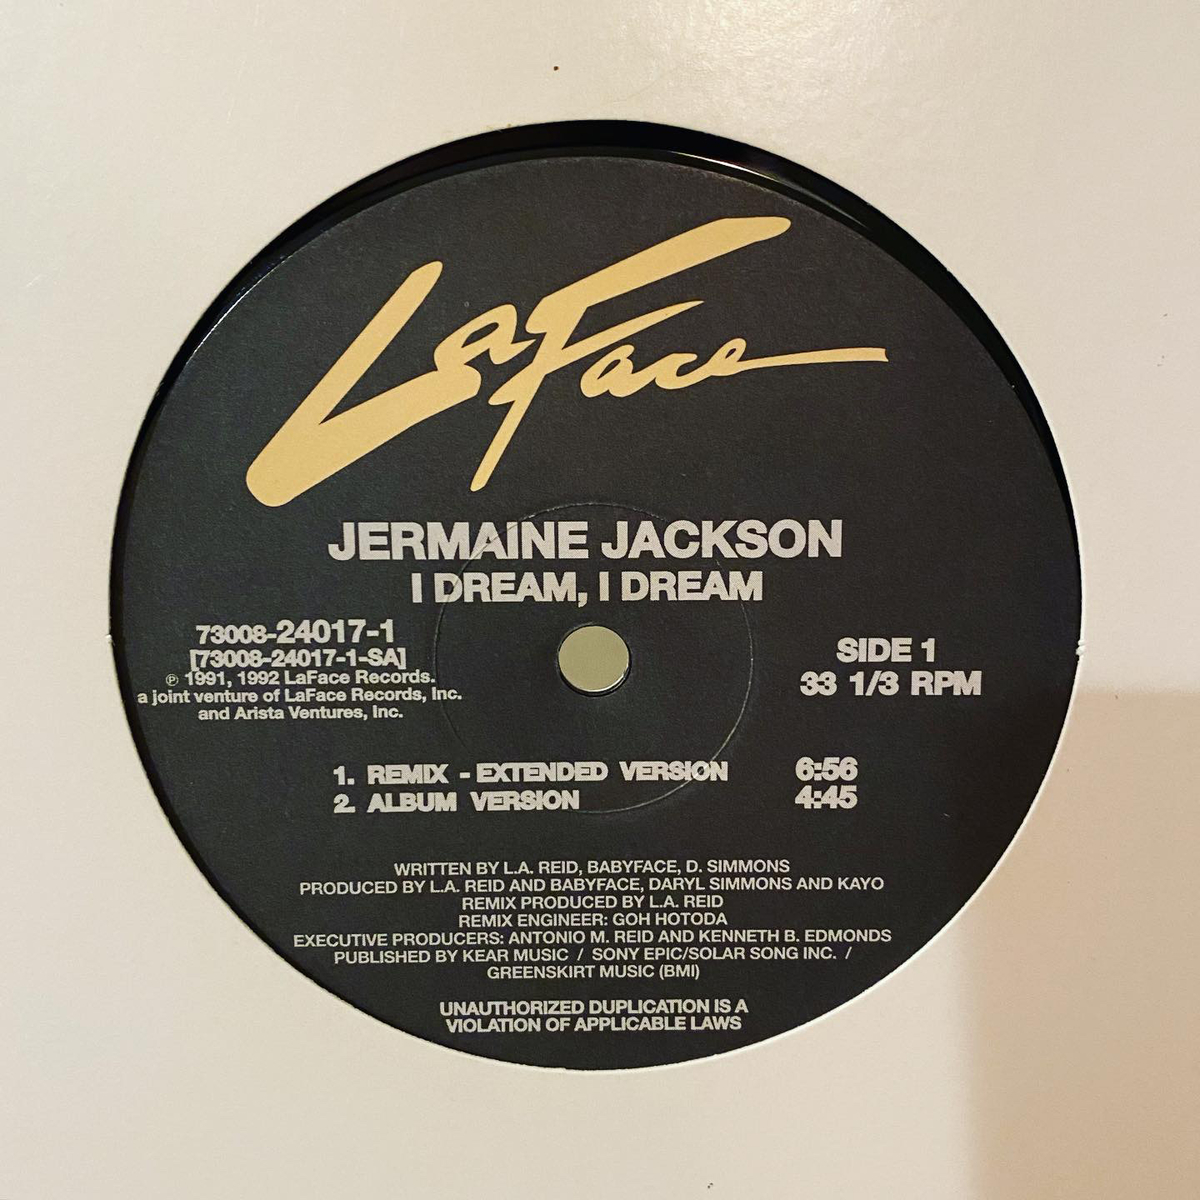 LaFace
JERMAINE JACKSON
I DREAM, I DREAM
73008-24017-1
[73008-24017-1-SA]
℗ 1991, 1992 LaFace Records.
a joint venture of LaFace Records, Inc.
and Arista Ventures, Inc.
SIDE 1
33 1/3 RPM
1. REMIX - EXTENDED VERSION 6:56
2. ALBUM VERSION 4:45
WRITTEN BY L.A. REID, BABYFACE, D. SIMMONS
PRODUCED BY L.A. REID AND BABYFACE, DARYL SIMMONS AND KAYO
REMIX PRODUCED BY L.A. REID
REMIX ENGINEER: GOH HOTODA
EXECUTIVE PRODUCERS: ANTONIO M. REID AND KENNETH B. EDMONDS
PUBLISHED BY KEAR MUSIC / SONY EPIC/SOLAR SONG INC. /
GREENSKIRT MUSIC (BMI)
UNAUTHORIZED DUPLICATION IS A
VIOLATION OF APPLICABLE LAWS